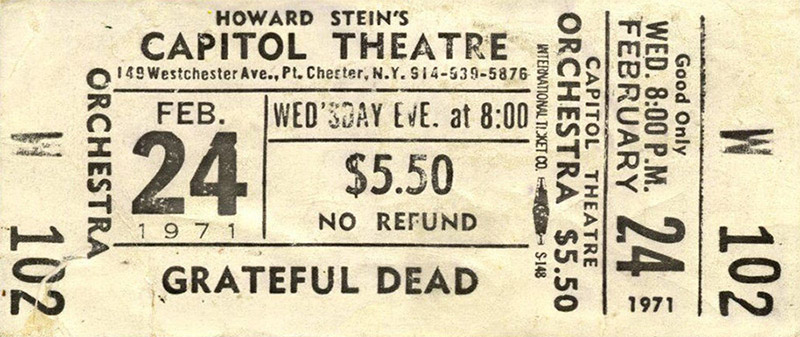 HOWARD STEIN'S
CAPITOL THEATRE
149 Westchester Ave., Pt. Chester, N.Y. 914-939-5876
ORCHESTRA
W
102
FEB.
24
1971
WED'SDAY EVE. at 8:00
$5.50
NO REFUND
GRATEFUL DEAD
INTERNATIONAL TICKET CO.
S-148
ORCHESTRA $5.50
CAPITOL THEATRE
FEBRUARY
WED. 8:00 P.M.
Good Only
24
1971
W
102